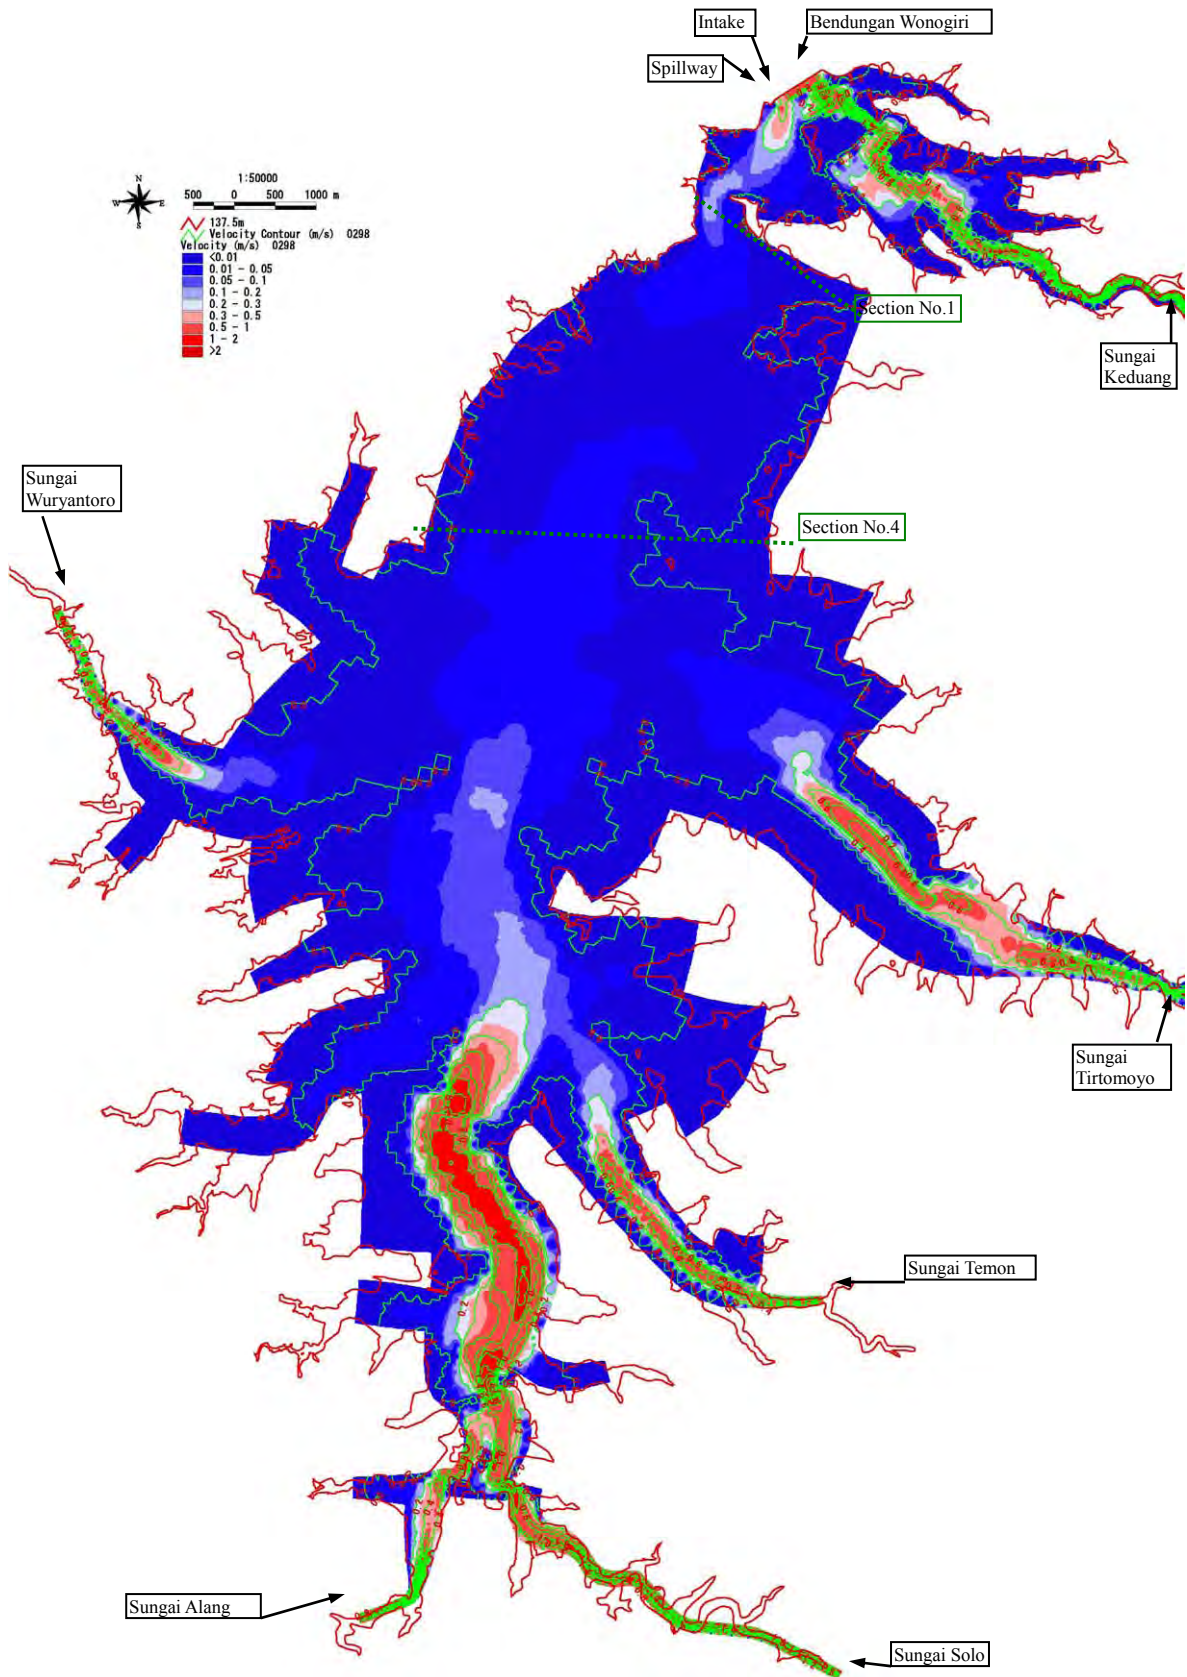 Intake
Bendungan Wonogiri
Spillway
N
W E
S
1:50000
500 0 500 1000 m
137.5m
Velocity Contour (m/s) 0298
Velocity (m/s) 0298
<0.01
0.01 - 0.05
0.05 - 0.1
0.1 - 0.2
0.2 - 0.3
0.3 - 0.5
0.5 - 1
1 - 2
>2
Section No.1
Sungai
Keduang
Sungai
Wuryantoro
Section No.4
Sungai
Tirtomoyo
Sungai Temon
Sungai Alang
Sungai Solo